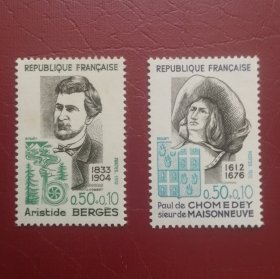 REPUBLIQUE FRANÇAISE
1833
1904
0,50+0,10
Aristide BERGÈS
REPUBLIQUE FRANÇAISE
1612
1676
0,50+0,10
Paul de CHOMEDEY
sieur de MAISONNEUVE